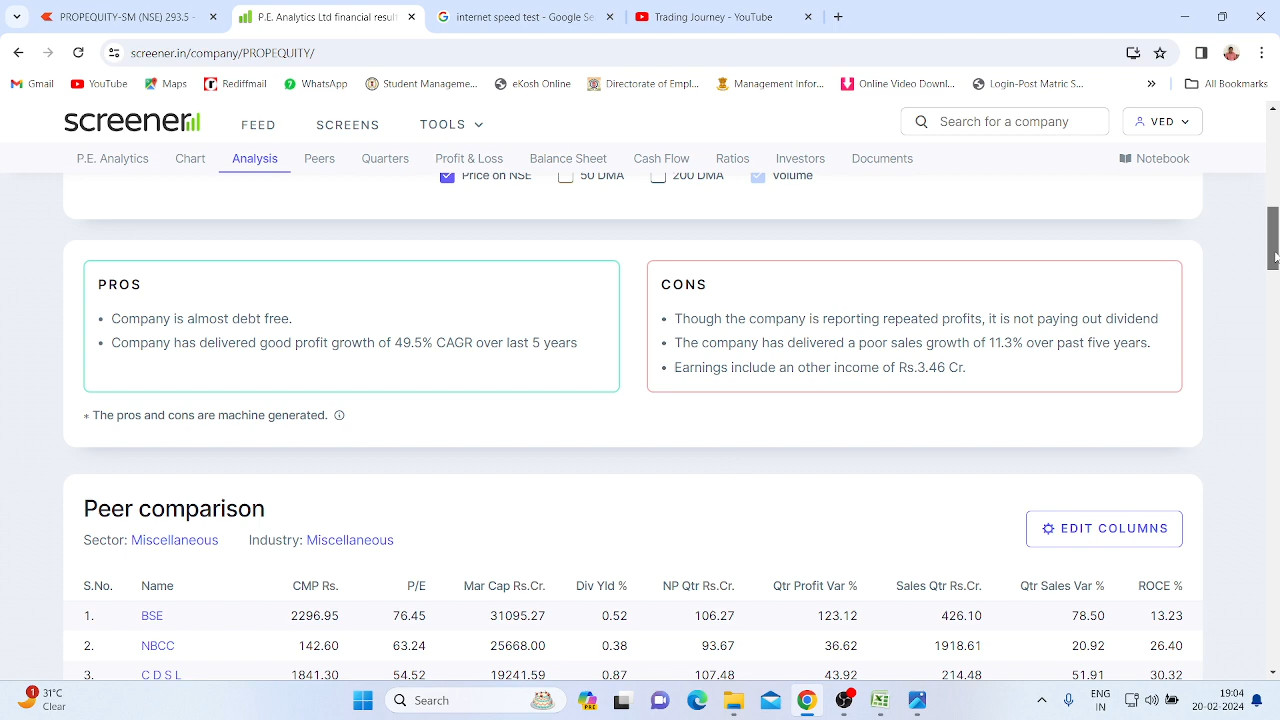 PROPEQUITY-SM (NSE) 293.5 -
P.E. Analytics Ltd financial result
internet speed test - Google Se
Trading Journey - YouTube
screener.in/company/PROPEQUITY/
Gmail YouTube Maps Rediffmail WhatsApp Student Manageme... eKosh Online Directorate of Empl... Management Infor... Online Video Downl... Login-Post Matric S... » All Bookmarks
screener FEED SCREENS TOOLS Search for a company VED
P.E. Analytics Chart Analysis Peers Quarters Profit & Loss Balance Sheet Cash Flow Ratios Investors Documents Notebook
Price on NSE 50 DMA 200 DMA Volume
PROS
• Company is almost debt free.
• Company has delivered good profit growth of 49.5% CAGR over last 5 years
CONS
• Though the company is reporting repeated profits, it is not paying out dividend
• The company has delivered a poor sales growth of 11.3% over past five years.
• Earnings include an other income of Rs.3.46 Cr.
* The pros and cons are machine generated.
Peer comparison
Sector: Miscellaneous Industry: Miscellaneous
EDIT COLUMNS
S.No. Name CMP Rs. P/E Mar Cap Rs.Cr. Div Yld % NP Qtr Rs.Cr. Qtr Profit Var % Sales Qtr Rs.Cr. Qtr Sales Var % ROCE %
1. BSE 2296.95 76.45 31095.27 0.52 106.27 123.12 426.10 78.50 13.23
2. NBCC 142.60 63.24 25668.00 0.38 93.67 36.62 1918.61 20.92 26.40
3. C D S L 1841.30 54.52 19241.59 0.87 107.48 43.92 214.48 51.91 30.32
1 31°C
Clear
Search
PRE
ENG
IN
19:04
20-02-2024